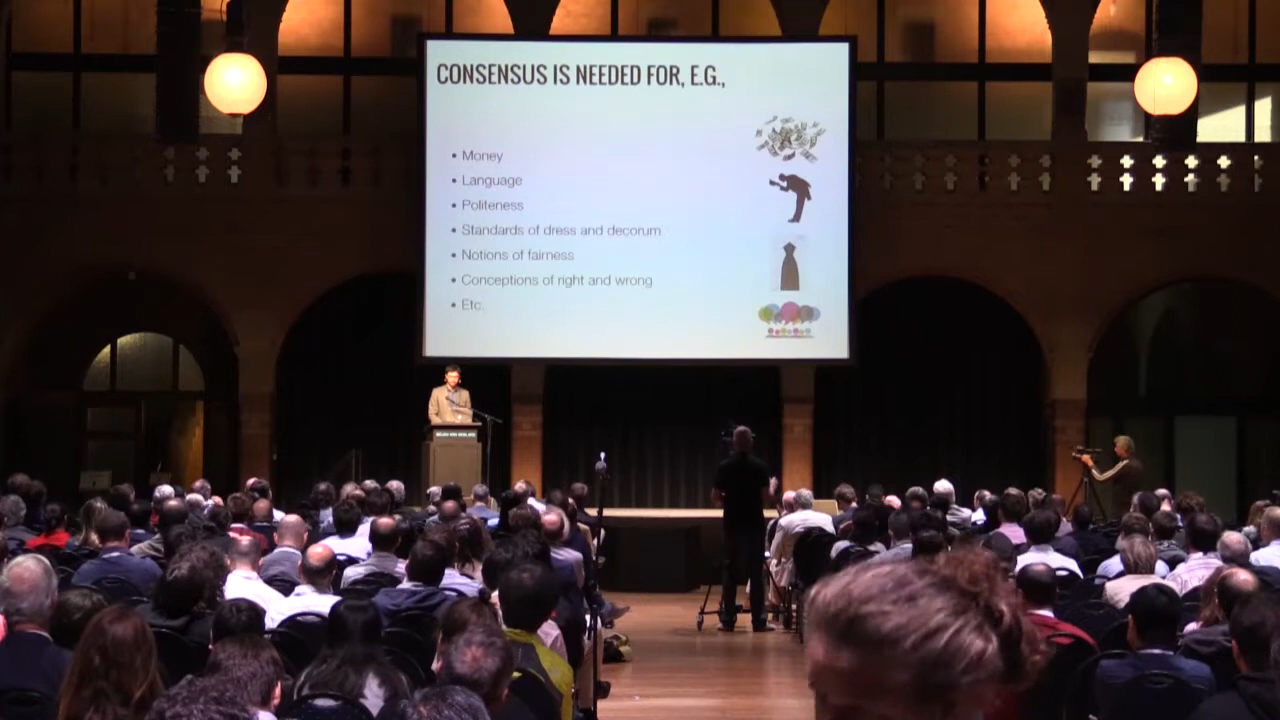 CONSENSUS IS NEEDED FOR, E.G.,
• Money
• Language
• Politeness
• Standards of dress and decorum
• Notions of fairness
• Conceptions of right and wrong
• Etc.